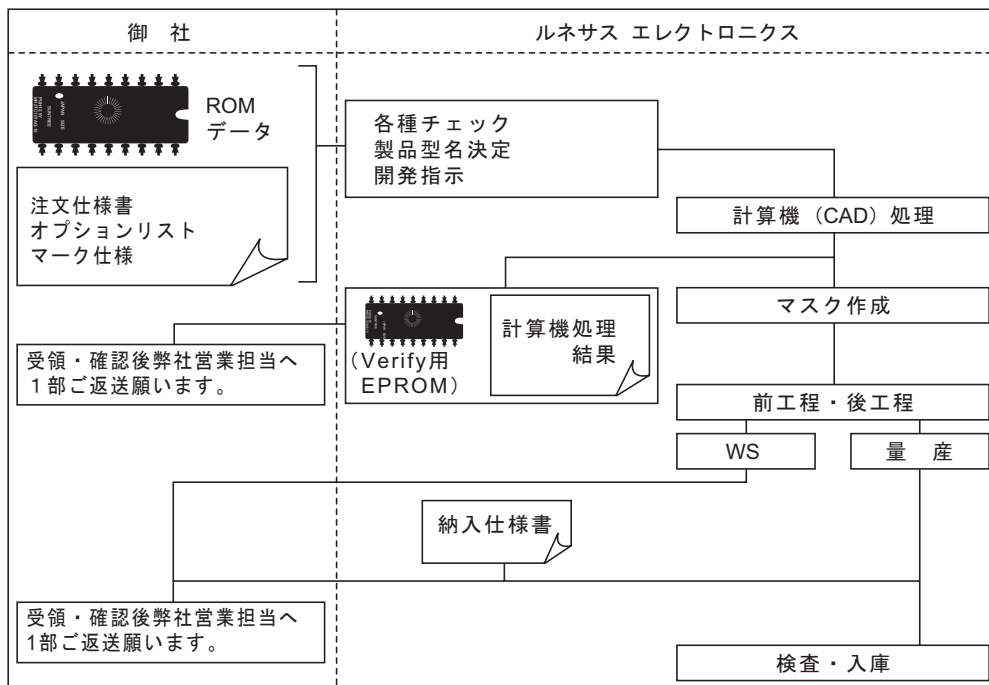 御 社
ルネサス エレクトロニクス
ROM
データ
注文仕様書
オプションリスト
マーク仕様
各種チェック
製品型名決定
開発指示
計算機（CAD）処理
マスク作成
（Verify用
EPROM）
計算機処理
結果
受領・確認後弊社営業担当へ
１部ご返送願います。
前工程・後工程
WS
量 産
納入仕様書
受領・確認後弊社営業担当へ
1部ご返送願います。
検査・入庫